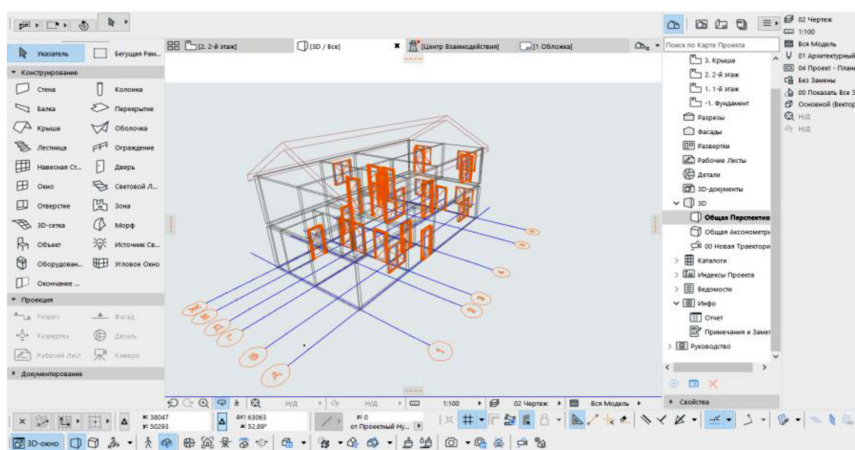 Указатель
Бегущая Рам...
[2. 2-й этаж]
[3D / Все]
[Центр Взаимодействия]
[1 Обложка]
Конструирование
Стена
Колонна
Балка
Перекрытие
Крыша
Оболочка
Лестница
Ограждение
Навесная Ст...
Дверь
Окно
Световой Л...
Отверстие
Зона
3D-сетка
Морф
Объект
Источник Св...
Оборудован...
Угловое Окно
Окончание ...
Проекция
Разрез
Фасад
Развертка
Деталь
Рабочий Лист
Камера
Документирование
Поиск по Карте Проекта
3. Крыша
2. 2-й этаж
1. 1-й этаж
-1. Фундамент
Разрезы
Фасады
Развертки
Рабочие Листы
Детали
3D-документы
3D
Общая Перспектив
Общая Аксонометри
00 Новая Траектори
Каталоги
Индексы Проекта
Ведомости
Инфо
Отчет
Примечания и Замет
Руководство
Свойства
02 Чертеж
1:100
Вся Модель
01 Архитектурный
04 Проект - План
Без Замены
00 Показать Все З
Основной (Вектор
Н/Д
Н/Д
Н/Д
Н/Д
1:100
02 Чертеж
Вся Модель
x: 38047
y: 50293
Δr: 63063
α: 52,89°
z: 0
от Проектный Ну...
3D-окно